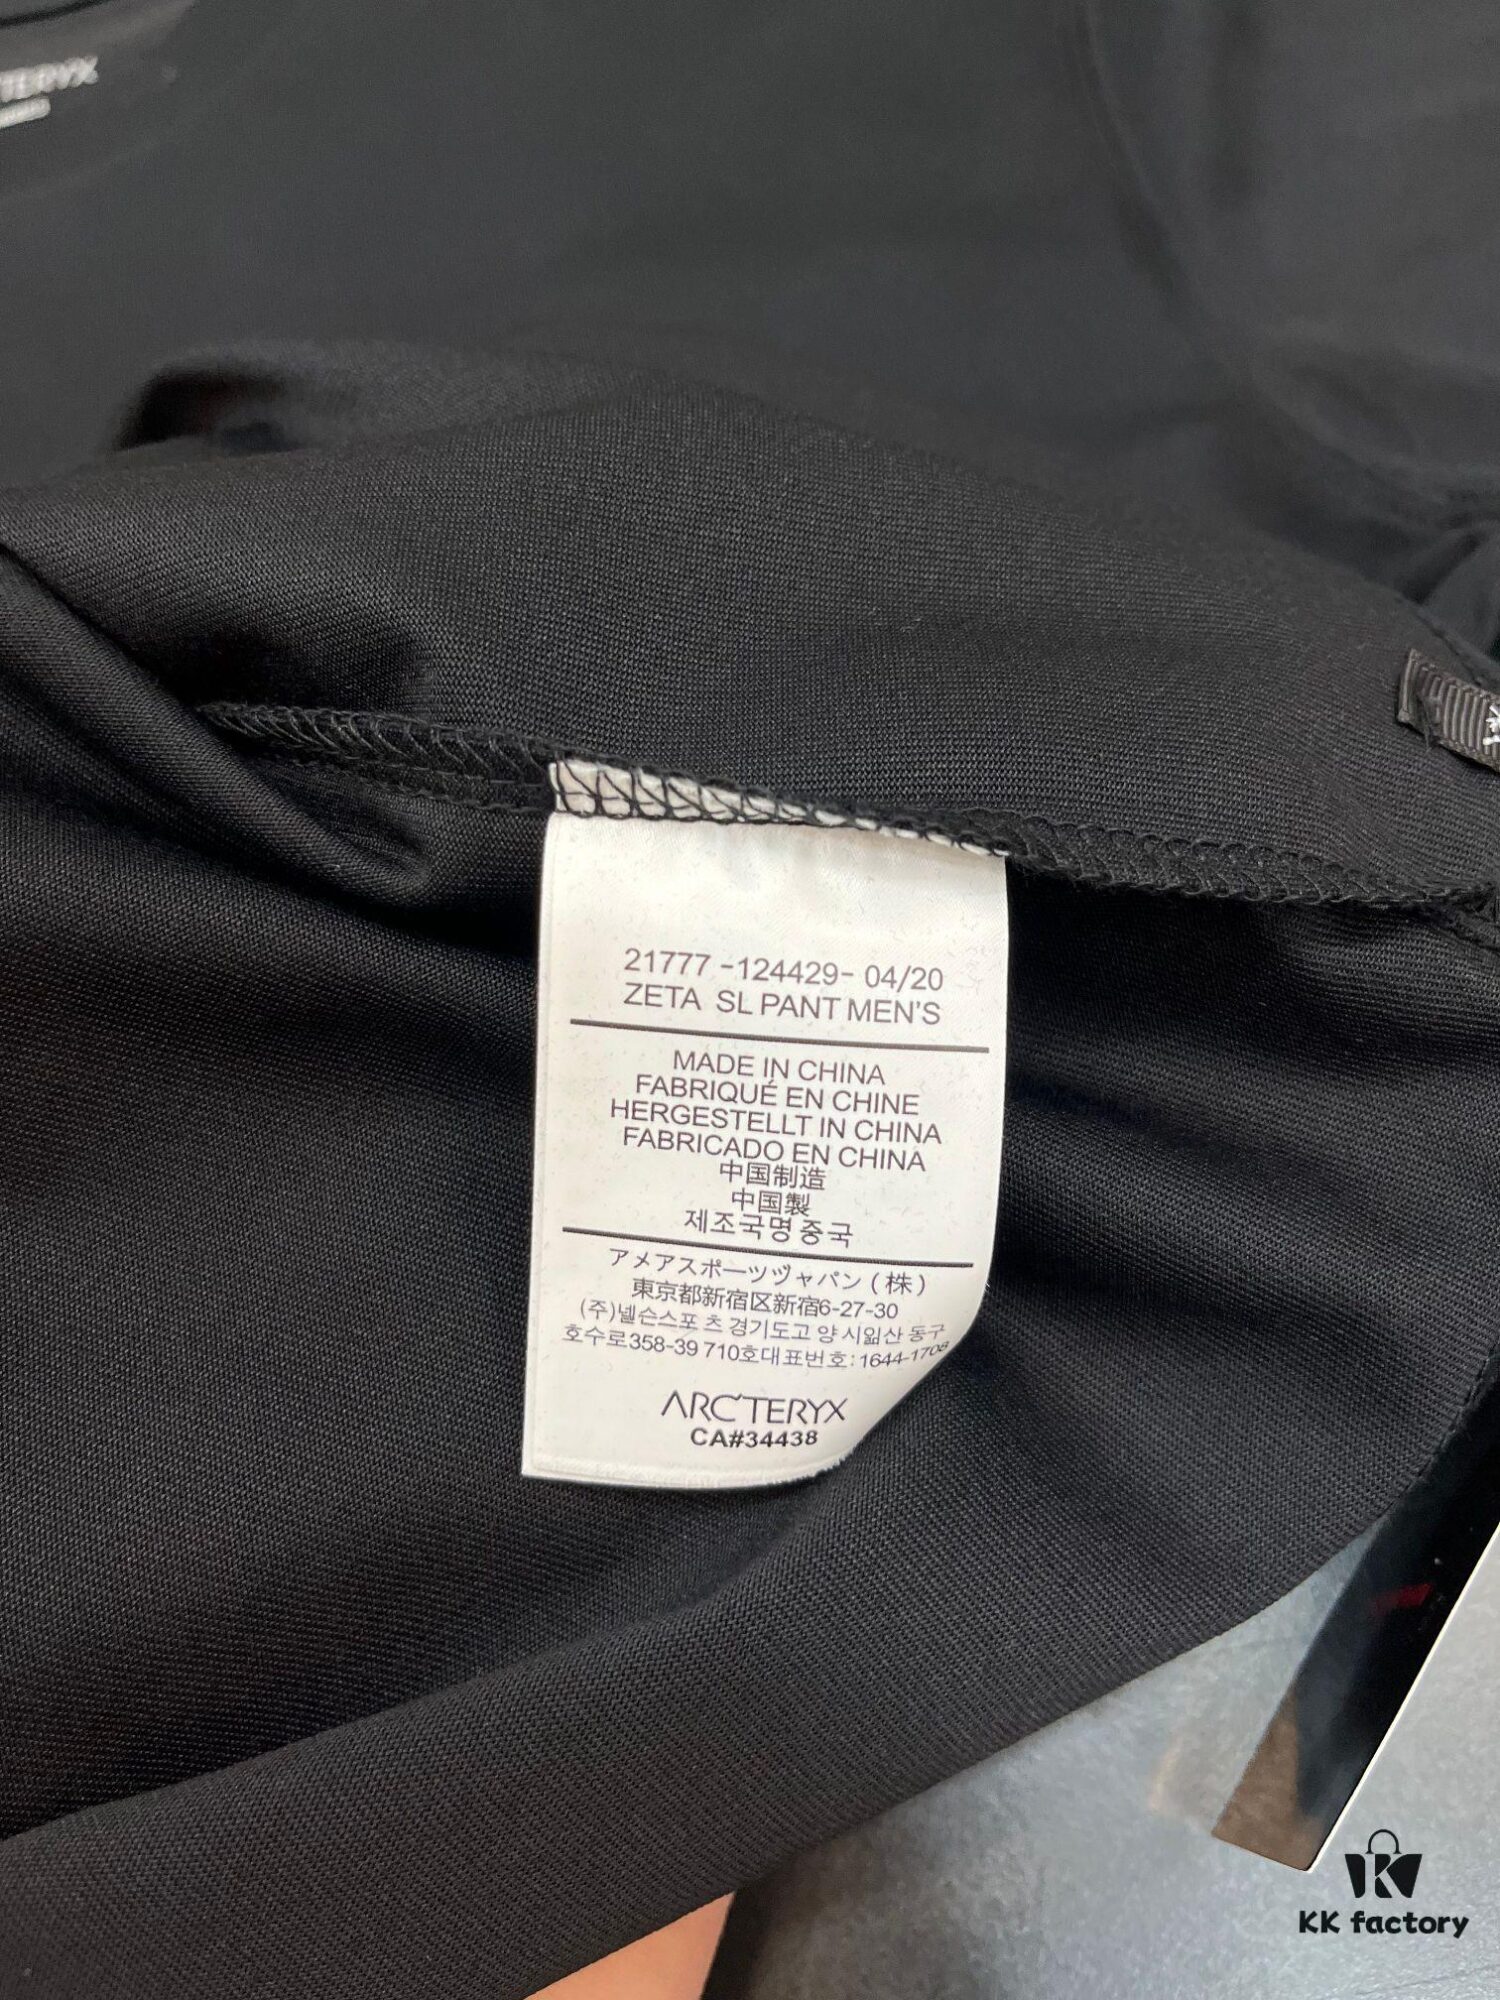 TERYX
21777 -124429- 04/20
ZETA SL PANT MEN'S
MADE IN CHINA
FABRIQUÉ EN CHINE
HERGESTELLT IN CHINA
FABRICADO EN CHINA
中国制造
中国製
제조국명 중국
アメアスポーツヅャパン(株)
東京都新宿区新宿6-27-30
(주)넬슨스포츠 경기도고 양시잃산 동구
호수로358-39 710호대표번호: 1644-1708
ARC'TERYX
CA#34438
KK factory